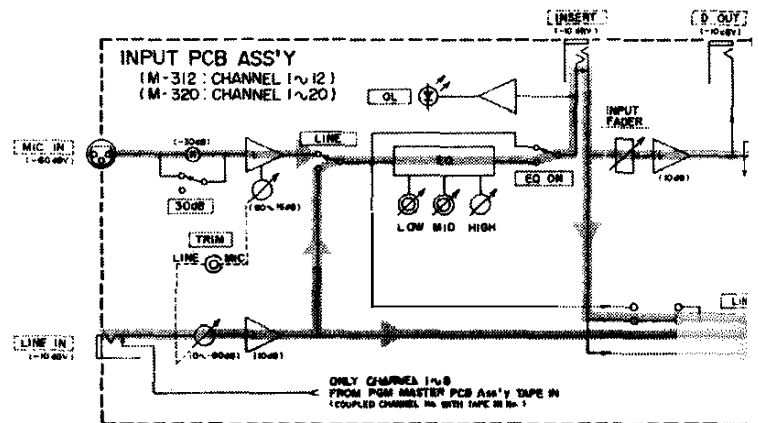 INSERT
(-10dBV)
D OUT
(-10dBV)
INPUT PCB ASS'Y
(M-312: CHANNEL 1~12)
(M-320: CHANNEL 1~20)
OL
INPUT
FADER
MIC IN
(-60dBV)
(-30dB)
LINE
EQ
EQ ON
(10dB)
30dB
LOW MID HIGH
TRIM
LINE MIC
LINE IN
(-10dBV)
(10dB)
ONLY CHANNEL 1~8
FROM PGM MASTER PCB Ass'y TAPE IN
(COUPLED CHANNEL No. WITH TAPE IN No.)